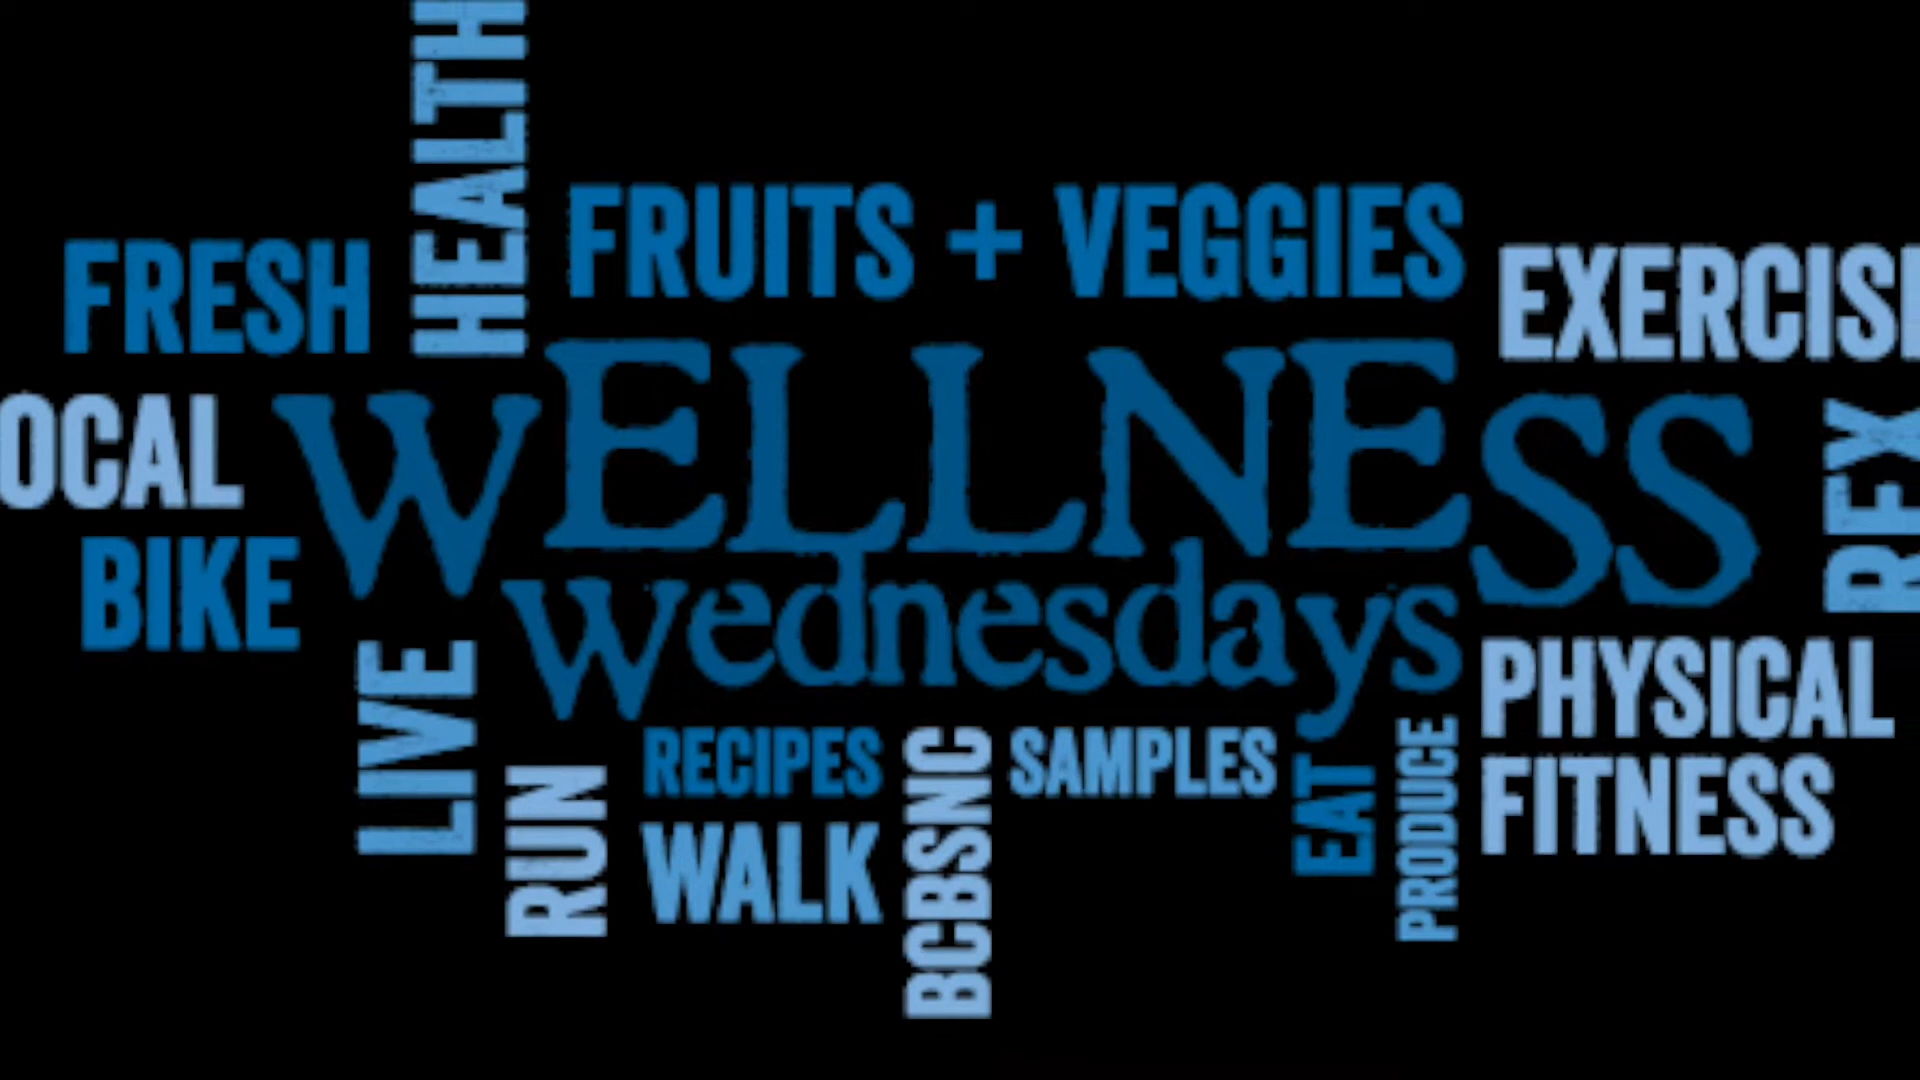 HEALTH
FRUITS + VEGGIES
FRESH
EXERCISE
OCAL
WELLNESS
REX
BIKE
Wednesdays
LIVE
PHYSICAL
FITNESS
RUN
RECIPES
WALK
BCBSNC
SAMPLES
EAT
PRODUCE